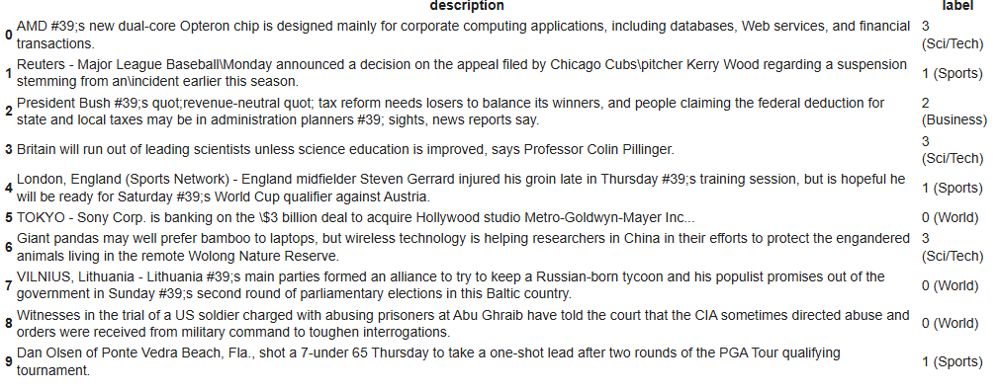 description label
0 AMD #39;s new dual-core Opteron chip is designed mainly for corporate computing applications, including databases, Web services, and financial 3
transactions. (Sci/Tech)
1 Reuters - Major League Baseball\Monday announced a decision on the appeal filed by Chicago Cubs\pitcher Kerry Wood regarding a suspension
stemming from an\incident earlier this season. 1 (Sports)
2 President Bush #39;s quot;revenue-neutral quot; tax reform needs losers to balance its winners, and people claiming the federal deduction for 2
state and local taxes may be in administration planners #39; sights, news reports say. (Business)
3 Britain will run out of leading scientists unless science education is improved, says Professor Colin Pillinger. 3
(Sci/Tech)
4 London, England (Sports Network) - England midfielder Steven Gerrard injured his groin late in Thursday #39;s training session, but is hopeful he
will be ready for Saturday #39;s World Cup qualifier against Austria. 1 (Sports)
5 TOKYO - Sony Corp. is banking on the \$3 billion deal to acquire Hollywood studio Metro-Goldwyn-Mayer Inc... 0 (World)
6 Giant pandas may well prefer bamboo to laptops, but wireless technology is helping researchers in China in their efforts to protect the engandered 3
animals living in the remote Wolong Nature Reserve. (Sci/Tech)
7 VILNIUS, Lithuania - Lithuania #39;s main parties formed an alliance to try to keep a Russian-born tycoon and his populist promises out of the
government in Sunday #39;s second round of parliamentary elections in this Baltic country. 0 (World)
8 Witnesses in the trial of a US soldier charged with abusing prisoners at Abu Ghraib have told the court that the CIA sometimes directed abuse and
orders were received from military command to toughen interrogations. 0 (World)
9 Dan Olsen of Ponte Vedra Beach, Fla., shot a 7-under 65 Thursday to take a one-shot lead after two rounds of the PGA Tour qualifying
tournament. 1 (Sports)